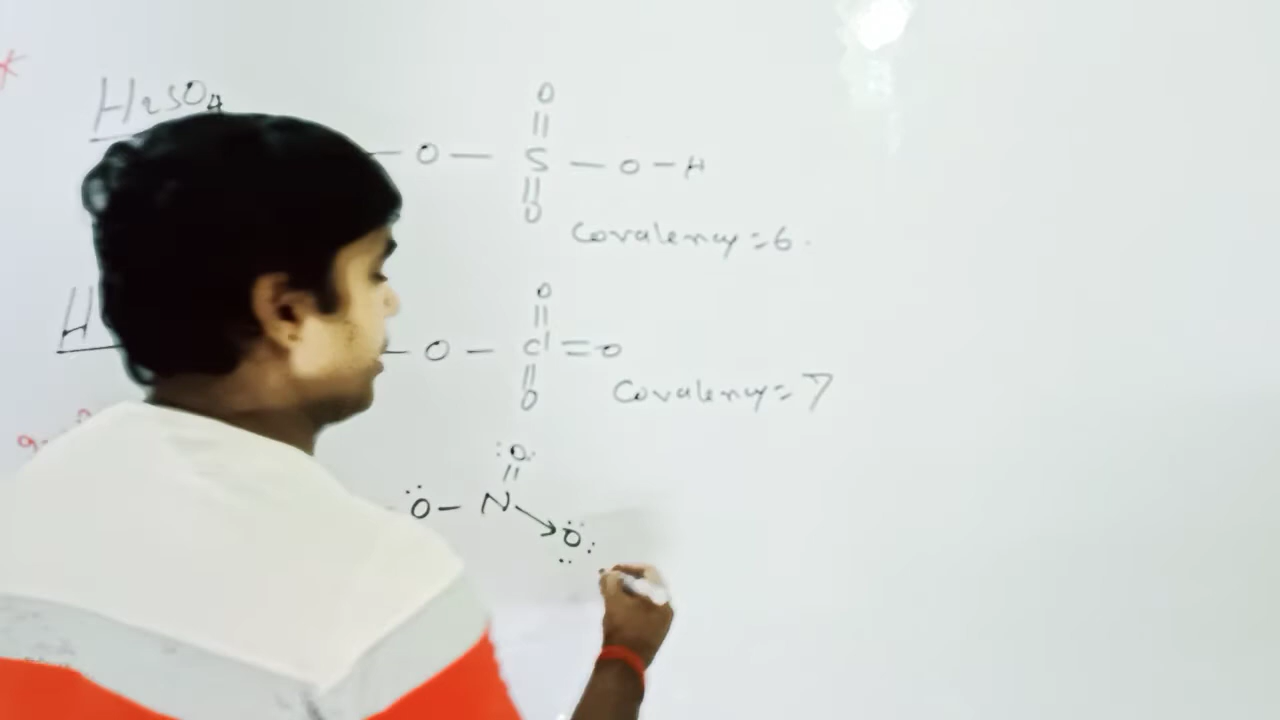 H2SO4
O
||
— O — S — O — H
||
O
Covalency = 6.
O
||
H — O — Cl = O
||
O
Covalency = 7
:O:
||
O — N → O: